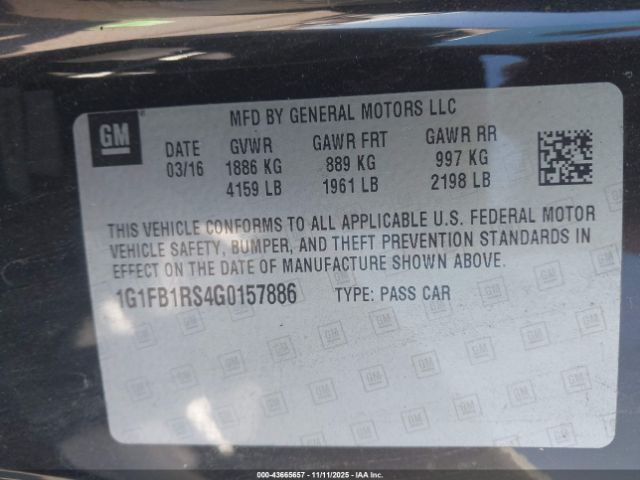 GM
MFD BY GENERAL MOTORS LLC
DATE GVWR GAWR FRT GAWR RR
03/16 1886 KG 889 KG 997 KG
4159 LB 1961 LB 2198 LB
THIS VEHICLE CONFORMS TO ALL APPLICABLE U.S. FEDERAL MOTOR
VEHICLE SAFETY, BUMPER, AND THEFT PREVENTION STANDARDS IN
EFFECT ON THE DATE OF MANUFACTURE SHOWN ABOVE.
1G1FB1RS4G0157886 TYPE: PASS CAR
000-43665657 - 11/11/2025 - IAAI.COM